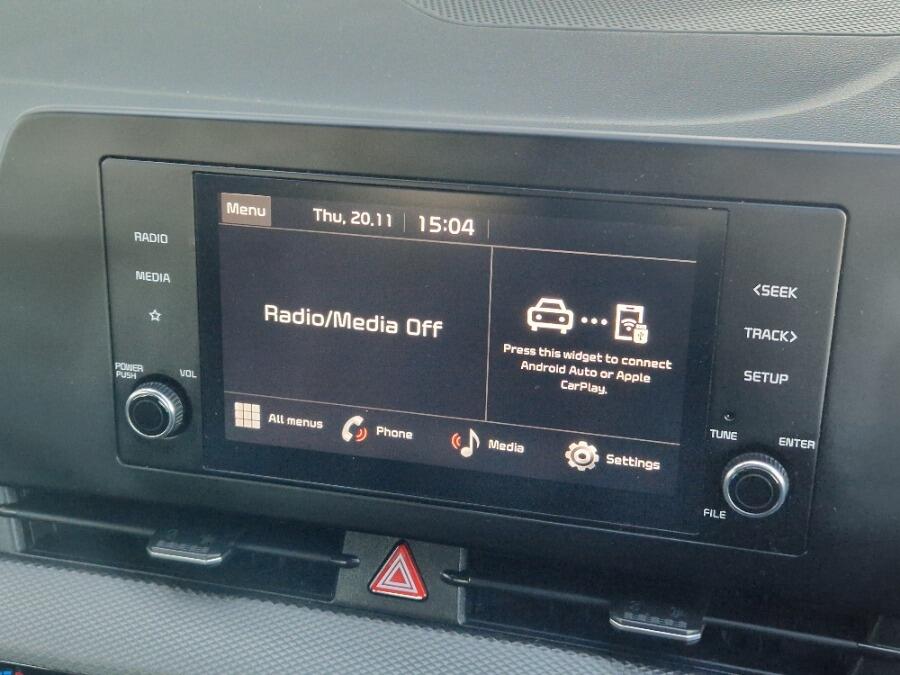 Menu
Thu, 20.11
15:04
RADIO
MEDIA
POWER
PUSH
VOL
Radio/Media Off
Press this widget to connect
Android Auto or Apple
CarPlay.
All menus
Phone
Media
Settings
<SEEK
TRACK>
SETUP
TUNE
ENTER
FILE